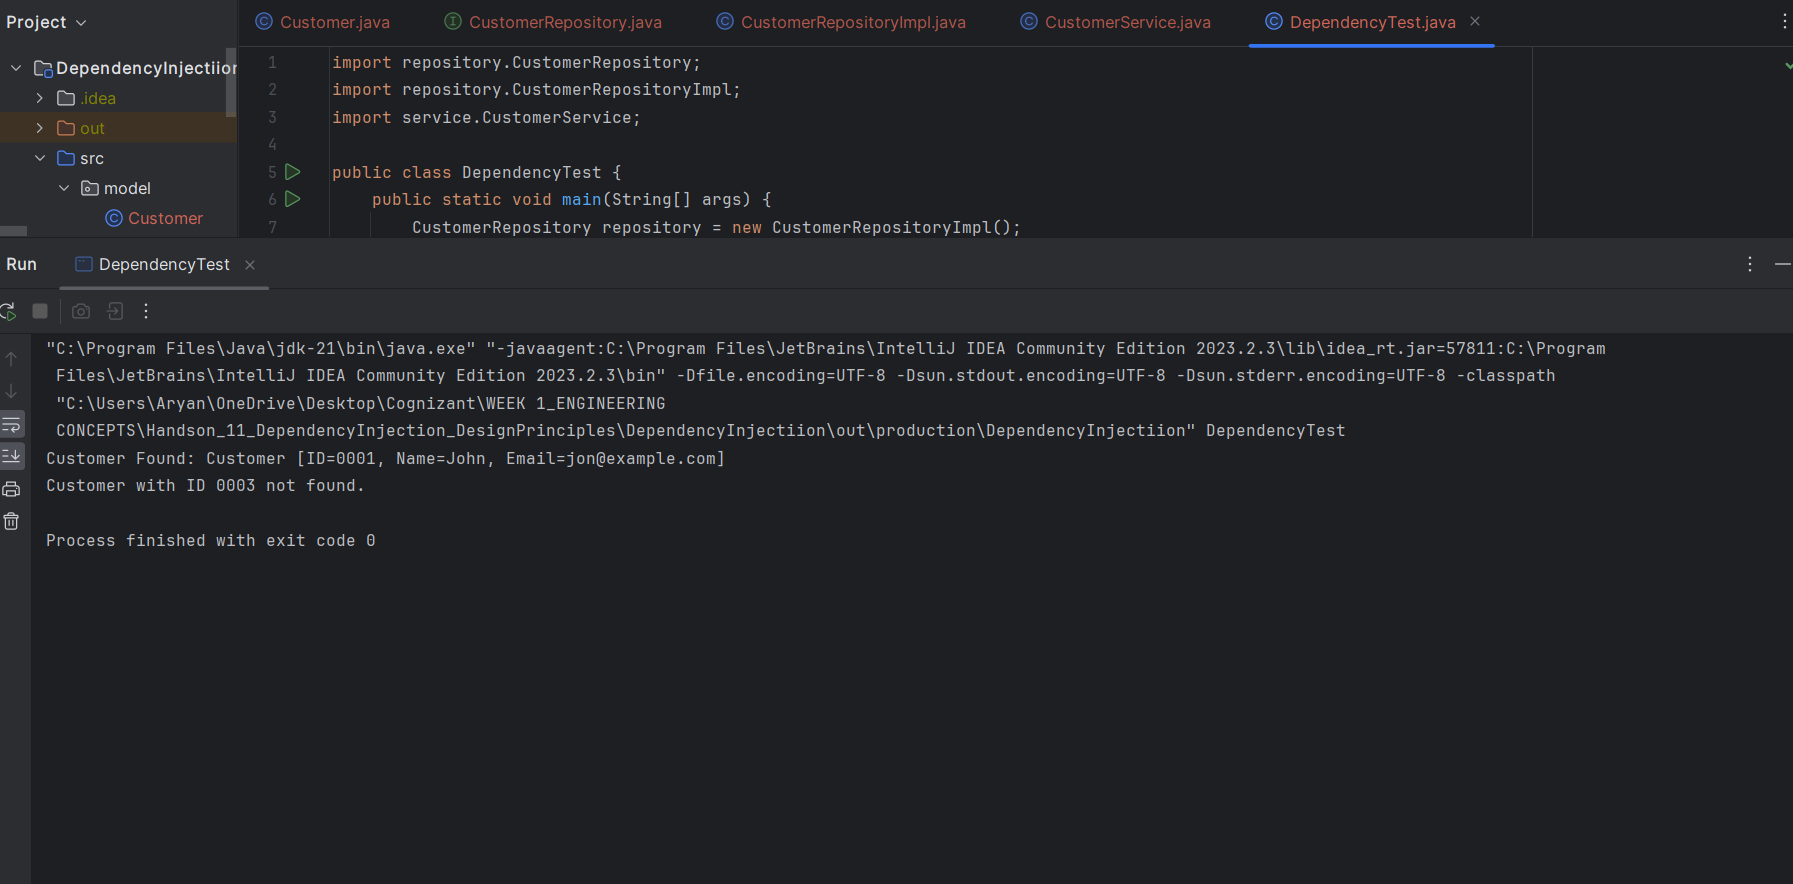 Project
Customer.java
CustomerRepository.java
CustomerRepositoryImpl.java
CustomerService.java
DependencyTest.java
DependencyInjectiion
.idea
out
src
model
Customer
1 import repository.CustomerRepository;
2 import repository.CustomerRepositoryImpl;
3 import service.CustomerService;
4
5 public class DependencyTest {
6 public static void main(String[] args) {
7 CustomerRepository repository = new CustomerRepositoryImpl();
Run DependencyTest
"C:\Program Files\Java\jdk-21\bin\java.exe" "-javaagent:C:\Program Files\JetBrains\IntelliJ IDEA Community Edition 2023.2.3\lib\idea_rt.jar=57811:C:\Program
Files\JetBrains\IntelliJ IDEA Community Edition 2023.2.3\bin" -Dfile.encoding=UTF-8 -Dsun.stdout.encoding=UTF-8 -Dsun.stderr.encoding=UTF-8 -classpath
"C:\Users\Aryan\OneDrive\Desktop\Cognizant\WEEK 1_ENGINEERING
CONCEPTS\Handson_11_DependencyInjection_DesignPrinciples\DependencyInjectiion\out\production\DependencyInjectiion" DependencyTest
Customer Found: Customer [ID=0001, Name=John, Email=jon@example.com]
Customer with ID 0003 not found.
Process finished with exit code 0